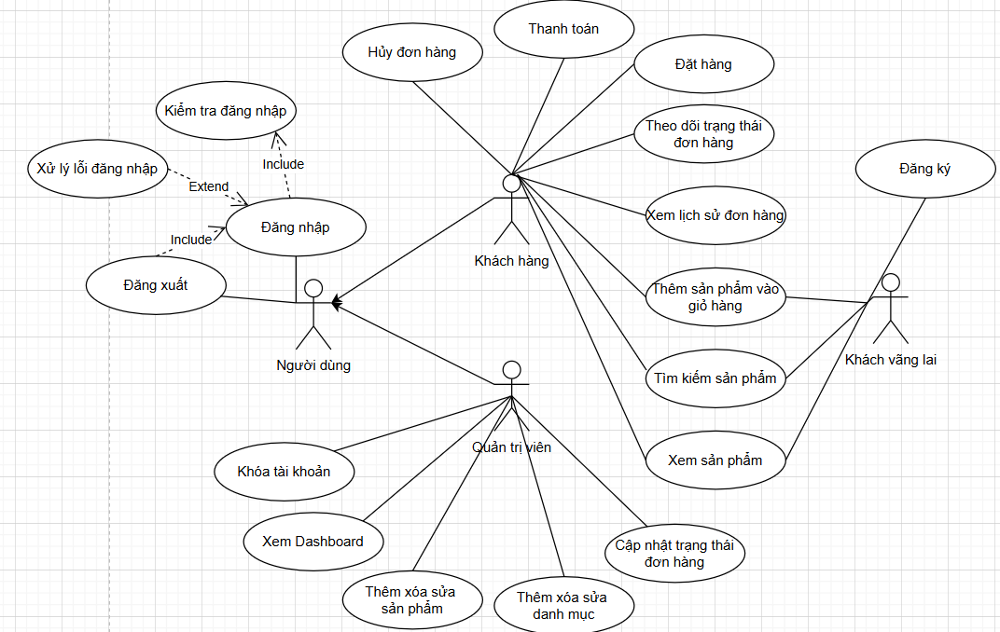 Thanh toán
Hủy đơn hàng
Đặt hàng
Kiểm tra đăng nhập
Theo dõi trạng thái
đơn hàng
Include
Xử lý lỗi đăng nhập
Đăng ký
Extend
Xem lịch sử đơn hàng
Đăng nhập
Include
Khách hàng
Đăng xuất
Thêm sản phẩm vào
giỏ hàng
Khách vãng lai
Người dùng
Tìm kiếm sản phẩm
Quản trị viên
Xem sản phẩm
Khóa tài khoản
Xem Dashboard
Cập nhật trạng thái
đơn hàng
Thêm xóa sửa
sản phẩm
Thêm xóa sửa
danh mục